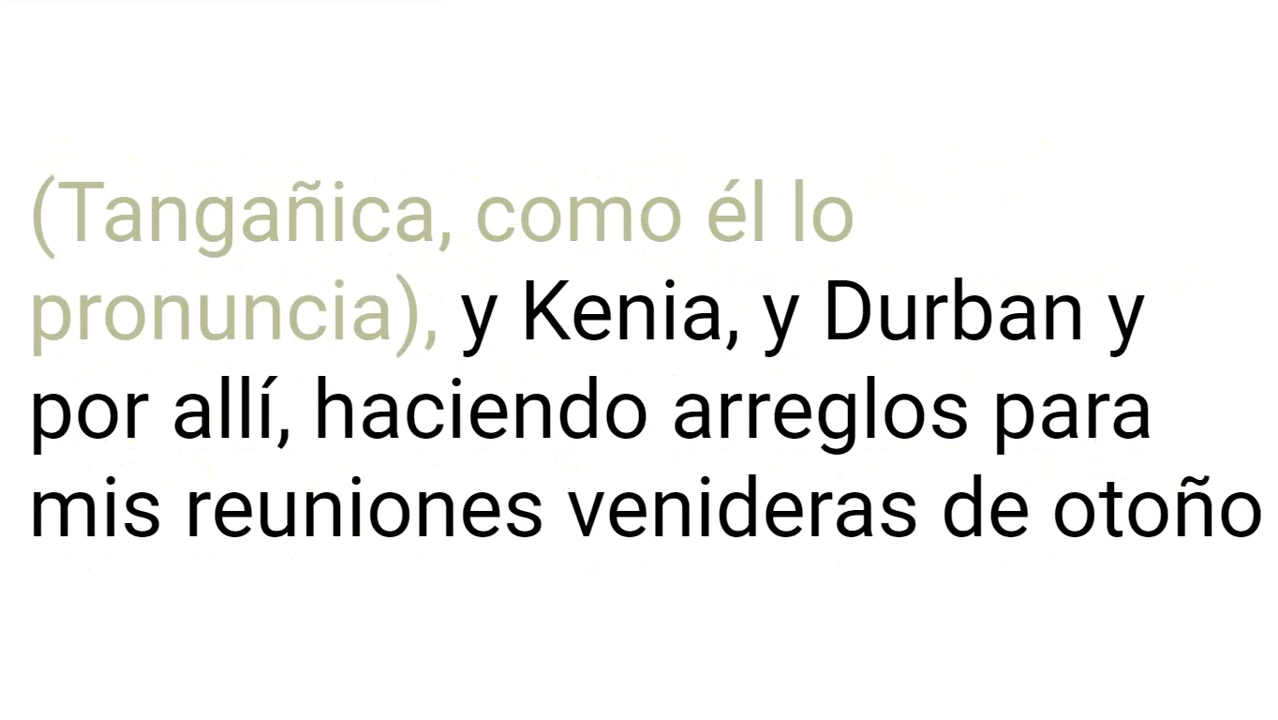 (Tangañica, como él lo
pronuncia), y Kenia, y Durban y
por allí, haciendo arreglos para
mis reuniones venideras de otoño